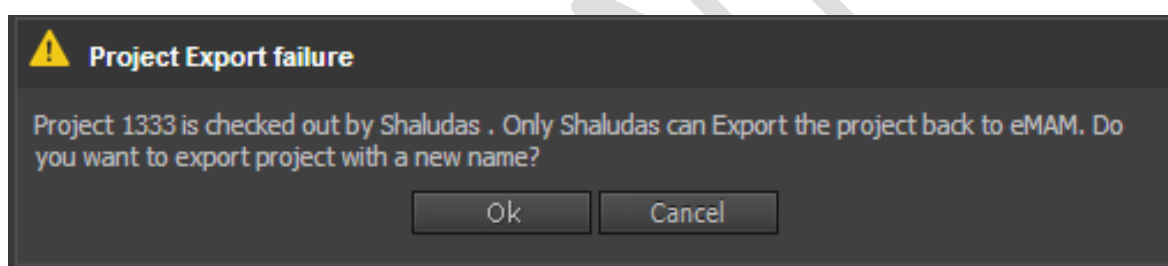 Project Export failure
Project 1333 is checked out by Shaludas . Only Shaludas can Export the project back to eMAM. Do
you want to export project with a new name?
Ok
Cancel